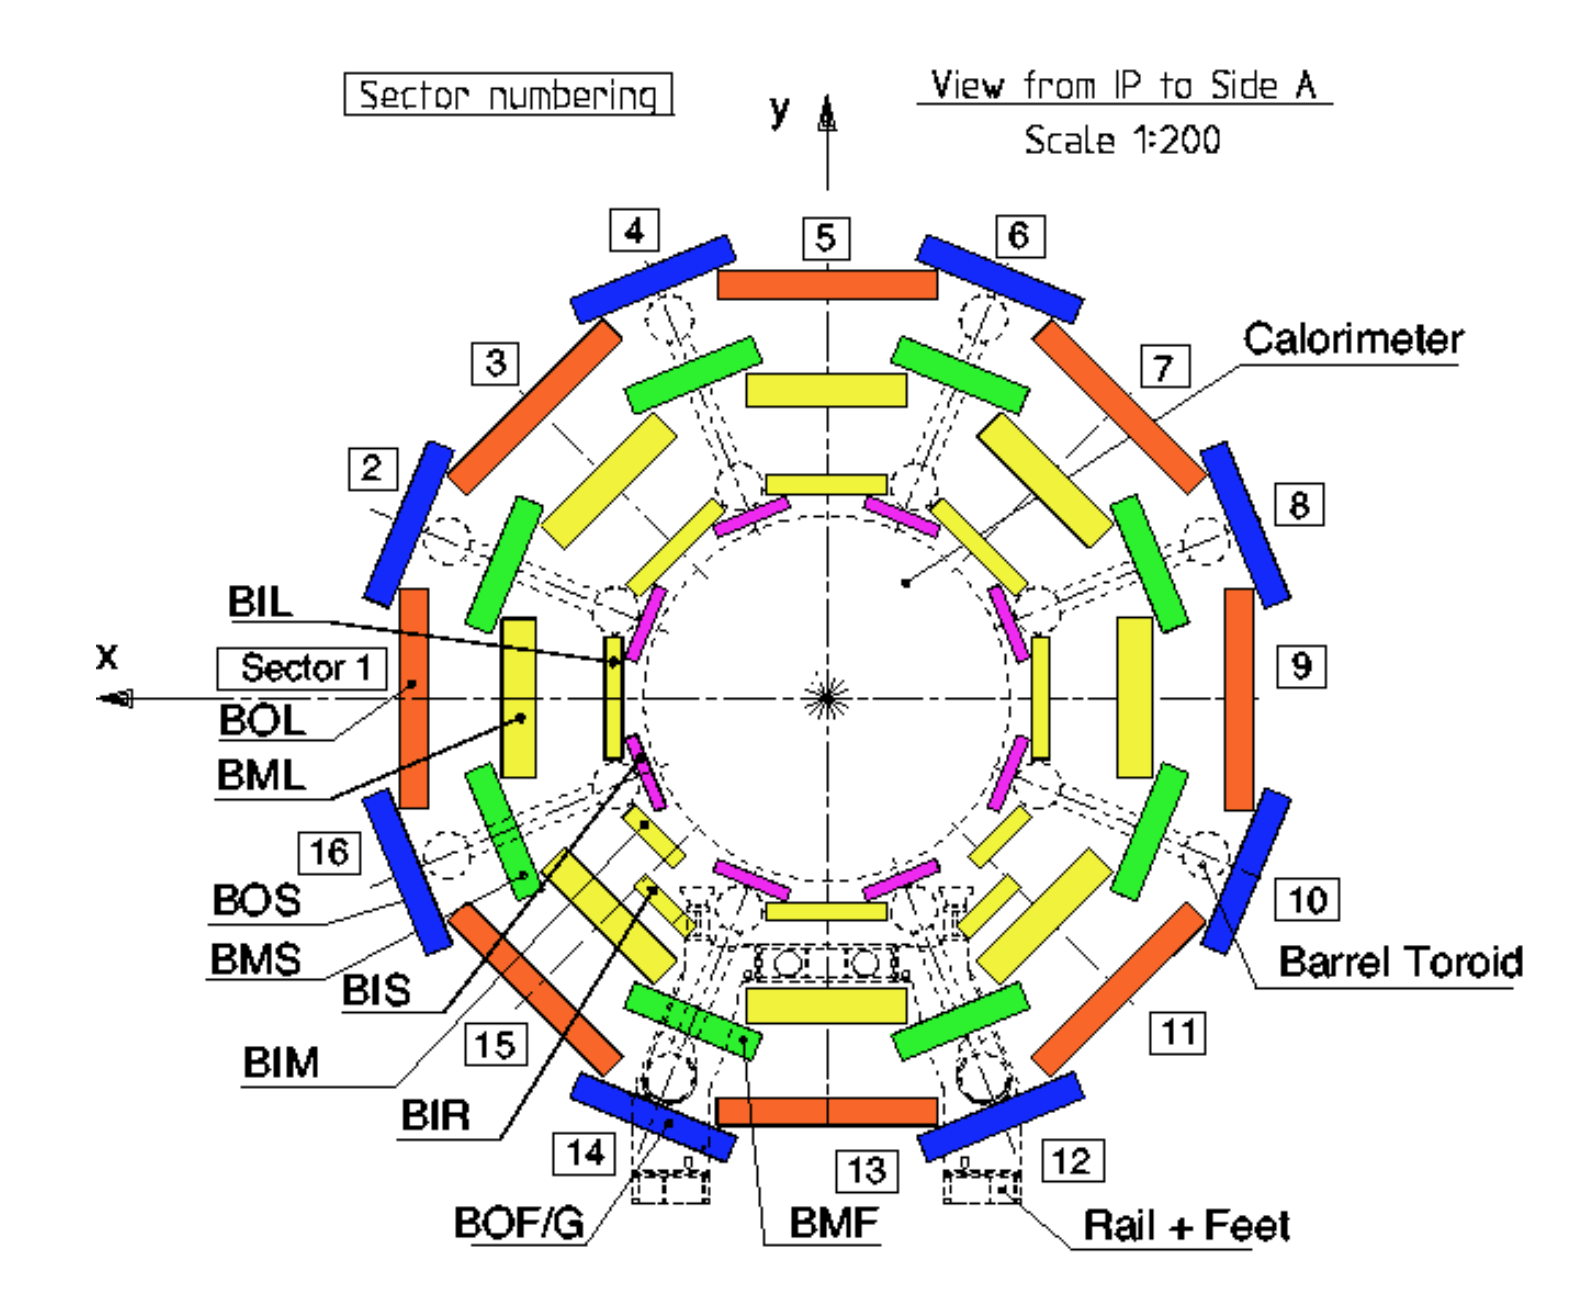 Sector numbering
View from IP to Side A
Scale 1:200
y
4
5
6
3
7
Calorimeter
2
8
BIL
x
Sector 1
9
BOL
BML
16
BOS
10
BMS
Barrel Toroid
BIS
15
11
BIM
BIR
14
13
12
BOF/G
BMF
Rail + Feet